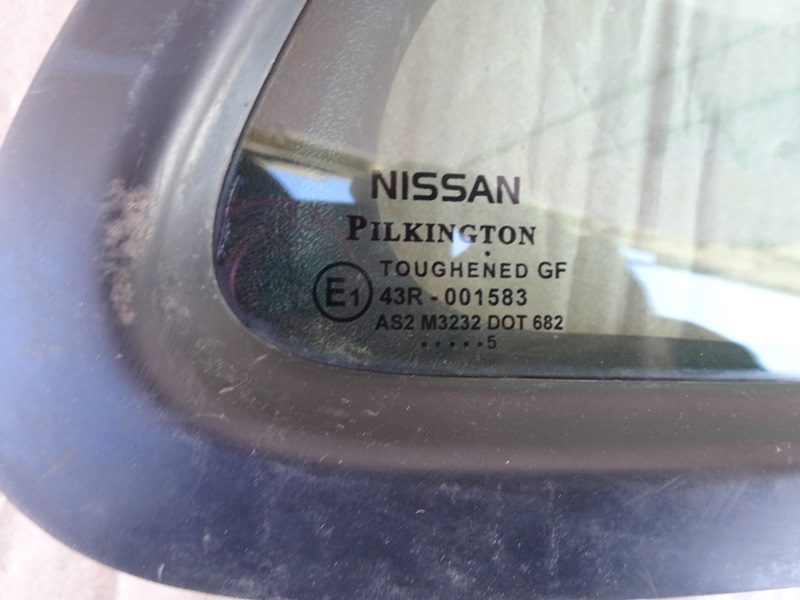 NISSAN
PILKINGTON
TOUGHENED GF
E1 43R - 001583
AS2 M3232 DOT 682
.....5